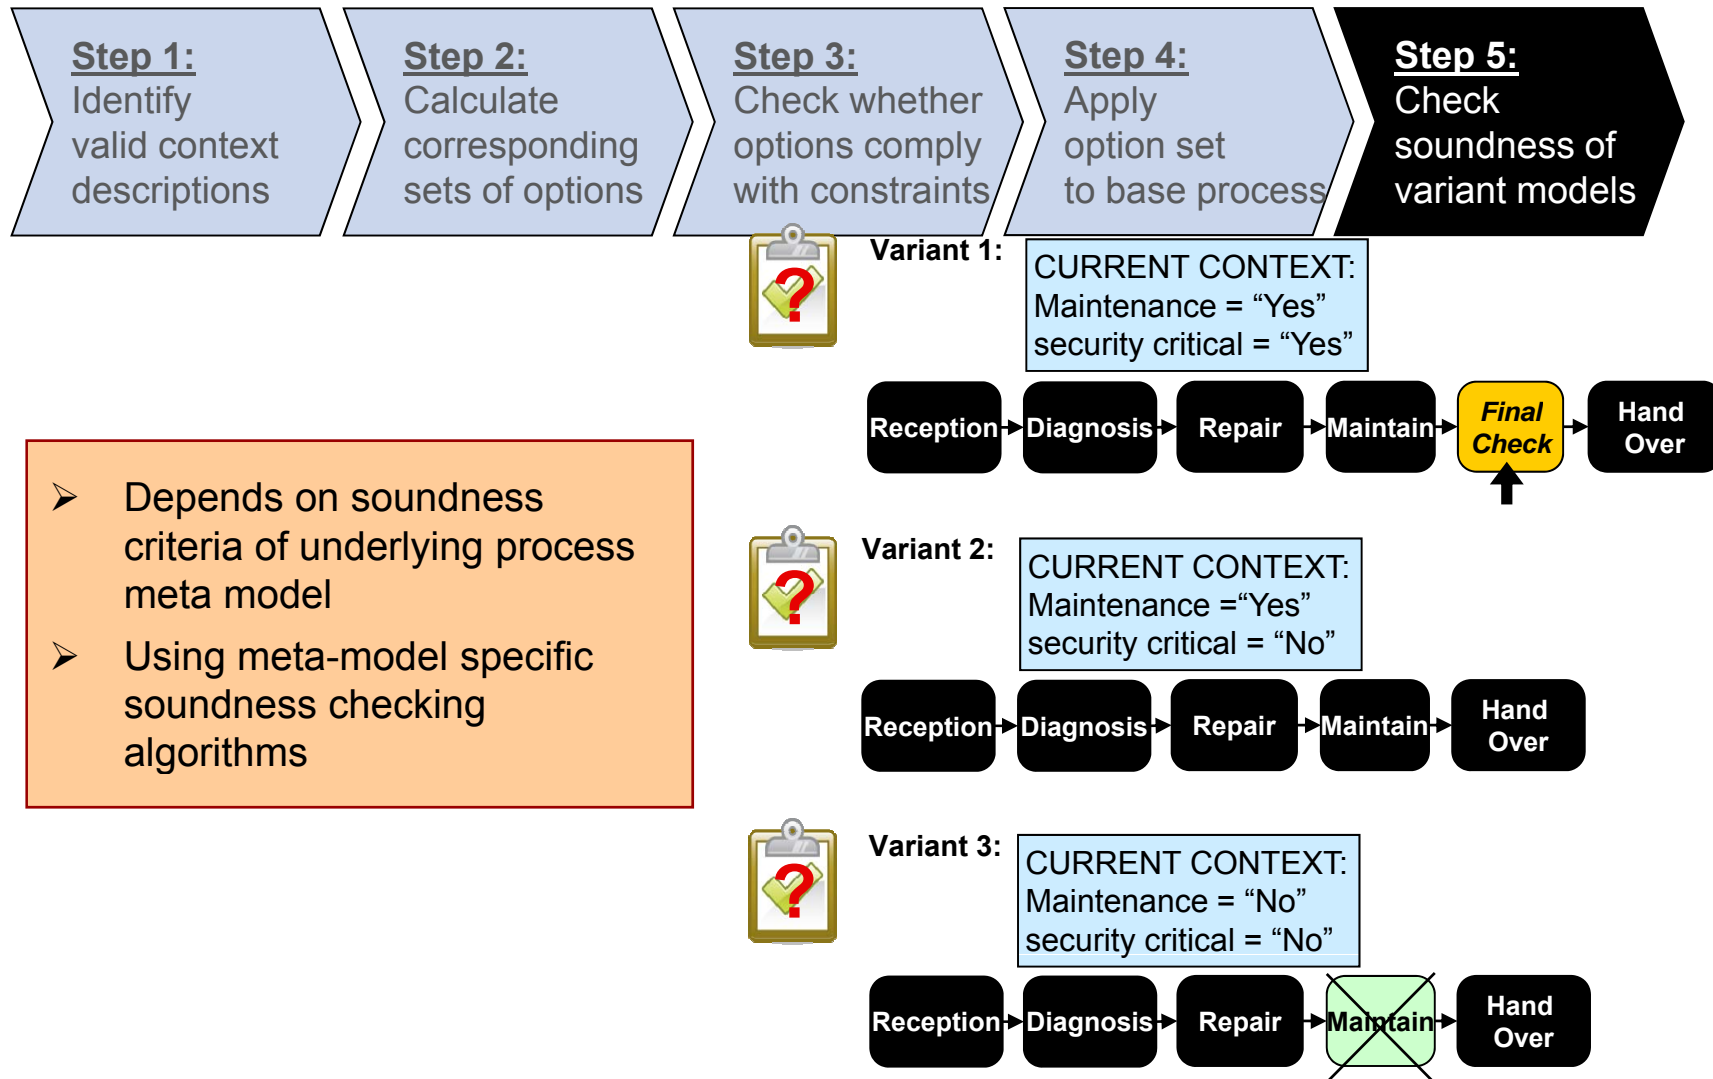 Step 1:
Identify
valid context
descriptions
Step 2:
Calculate
corresponding
sets of options
Step 3:
Check whether
options comply
with constraints
Step 4:
Apply
option set
to base process
Step 5:
Check
soundness of
variant models
Variant 1:
CURRENT CONTEXT:
Maintenance = “Yes”
security critical = “Yes”
Reception
Diagnosis
Repair
Maintain
Final
Check
Hand
Over
➢ Depends on soundness
criteria of underlying process
meta model
➢ Using meta-model specific
soundness checking
algorithms
Variant 2:
CURRENT CONTEXT:
Maintenance =“Yes”
security critical = “No”
Reception
Diagnosis
Repair
Maintain
Hand
Over
Variant 3:
CURRENT CONTEXT:
Maintenance = “No”
security critical = “No”
Reception
Diagnosis
Repair
Maintain
Hand
Over